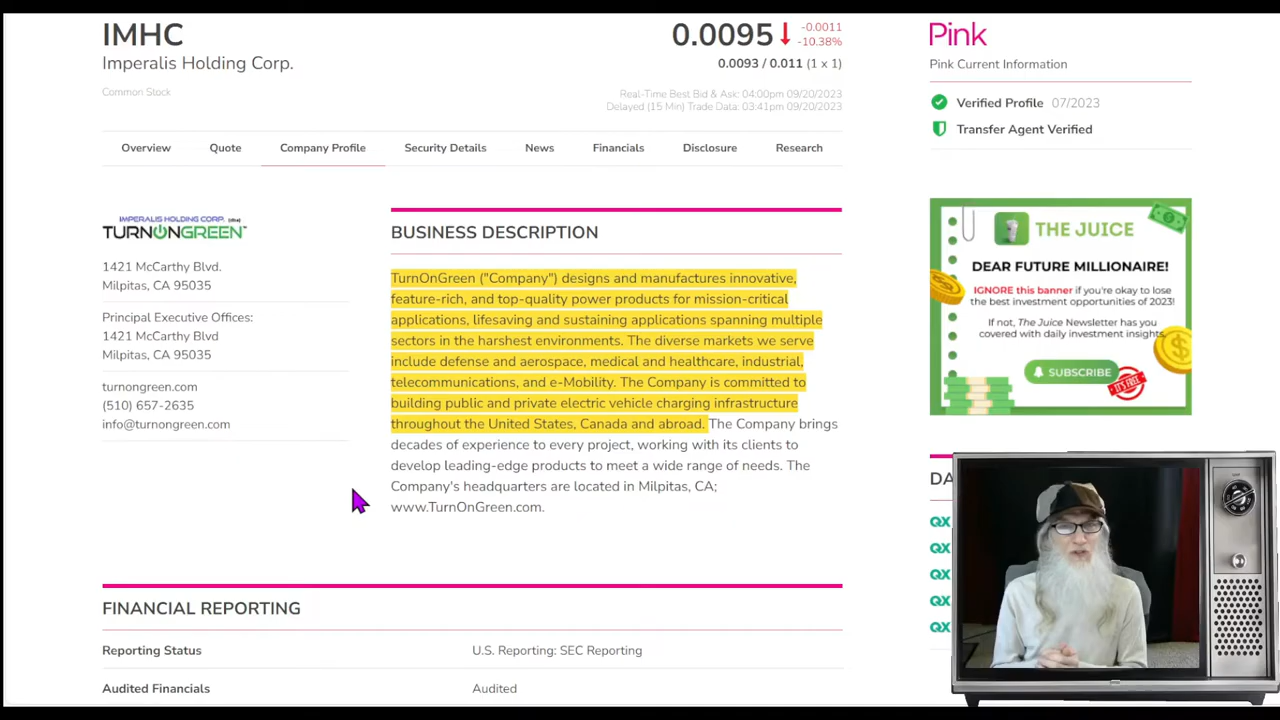 IMHC
Imperalis Holding Corp.
Common Stock
0.0095
-0.0011
-10.38%
0.0093 / 0.011 (1 x 1)
Real-Time Best Bid & Ask: 04:00pm 09/20/2023
Delayed (15 Min) Trade Data: 03:41pm 09/20/2023
Pink
Pink Current Information
Verified Profile 07/2023
Transfer Agent Verified
Overview Quote Company Profile Security Details News Financials Disclosure Research
IMPERALIS HOLDING CORP. (dba)
TURNONGREEN™
1421 McCarthy Blvd.
Milpitas, CA 95035
Principal Executive Offices:
1421 McCarthy Blvd
Milpitas, CA 95035
turnongreen.com
(510) 657-2635
info@turnongreen.com
BUSINESS DESCRIPTION
TurnOnGreen ("Company") designs and manufactures innovative,
feature-rich, and top-quality power products for mission-critical
applications, lifesaving and sustaining applications spanning multiple
sectors in the harshest environments. The diverse markets we serve
include defense and aerospace, medical and healthcare, industrial,
telecommunications, and e-Mobility. The Company is committed to
building public and private electric vehicle charging infrastructure
throughout the United States, Canada and abroad. The Company brings
decades of experience to every project, working with its clients to
develop leading-edge products to meet a wide range of needs. The
Company's headquarters are located in Milpitas, CA;
www.TurnOnGreen.com.
THE JUICE
DEAR FUTURE MILLIONAIRE!
IGNORE this banner if you're okay to lose
the best investment opportunities of 2023!
If not, The Juice Newsletter has you
covered with daily investment insights.
SUBSCRIBE
IT'S FREE!
DA
QX
QX
QX
QX
QX
FINANCIAL REPORTING
Reporting Status U.S. Reporting: SEC Reporting
Audited Financials Audited